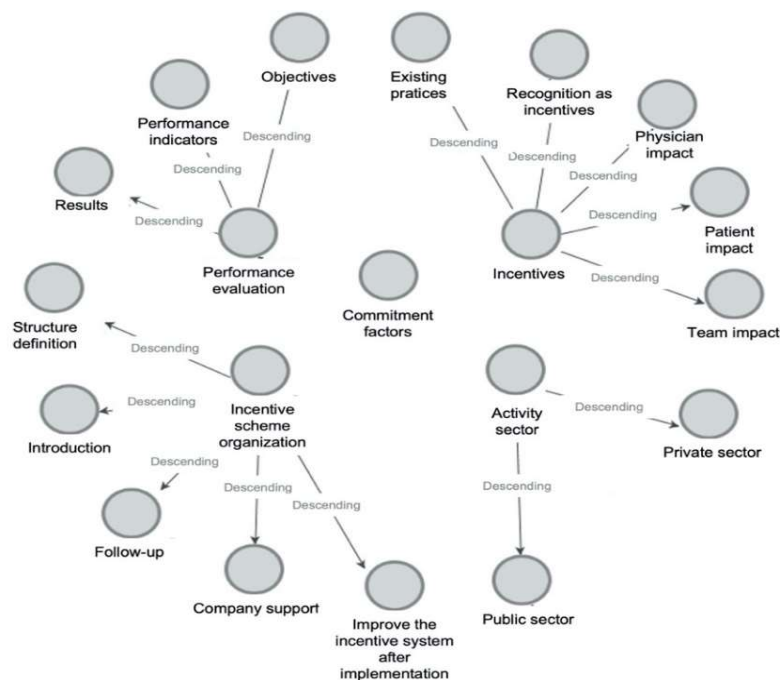 Objectives
Existing
pratices
Recognition as
incentives
Performance
indicators
Physician
impact
Descending
Descending
Descending
Descending
Descending
Results
Descending
Descending
Patient
impact
Performance
evaluation
Incentives
Descending
Commitment
factors
Team impact
Structure
definition
Descending
Descending
Incentive
scheme
organization
Activity
sector
Descending
Introduction
Private sector
Descending
Descending
Descending
Descending
Follow-up
Company support
Public sector
Improve the
incentive system
after
implementation